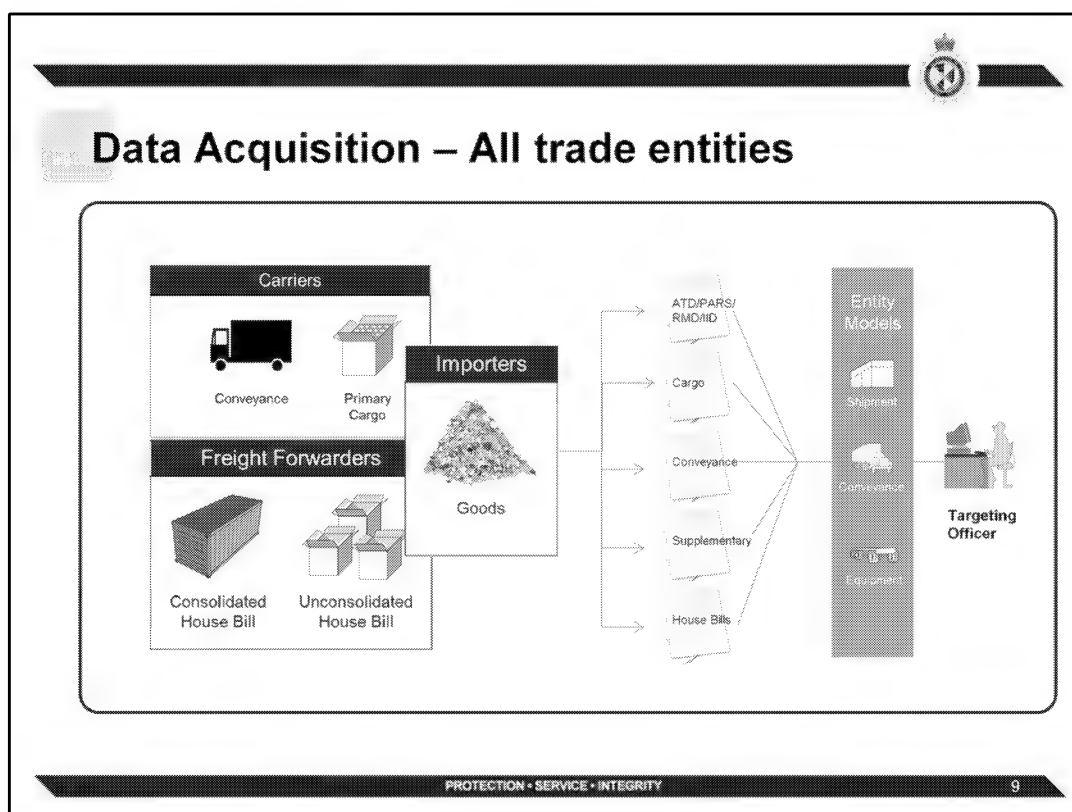 Data Acquisition – All trade entities
Carriers
Conveyance
Primary
Cargo
Freight Forwarders
Consolidated
House Bill
Unconsolidated
House Bill
Importers
Goods
ATD/PARS/
RMD/IID
Cargo
Conveyance
Supplementary
House Bills
Entity
Models
Shipment
Conveyance
Equipment
Targeting
Officer
PROTECTION • SERVICE • INTEGRITY
9